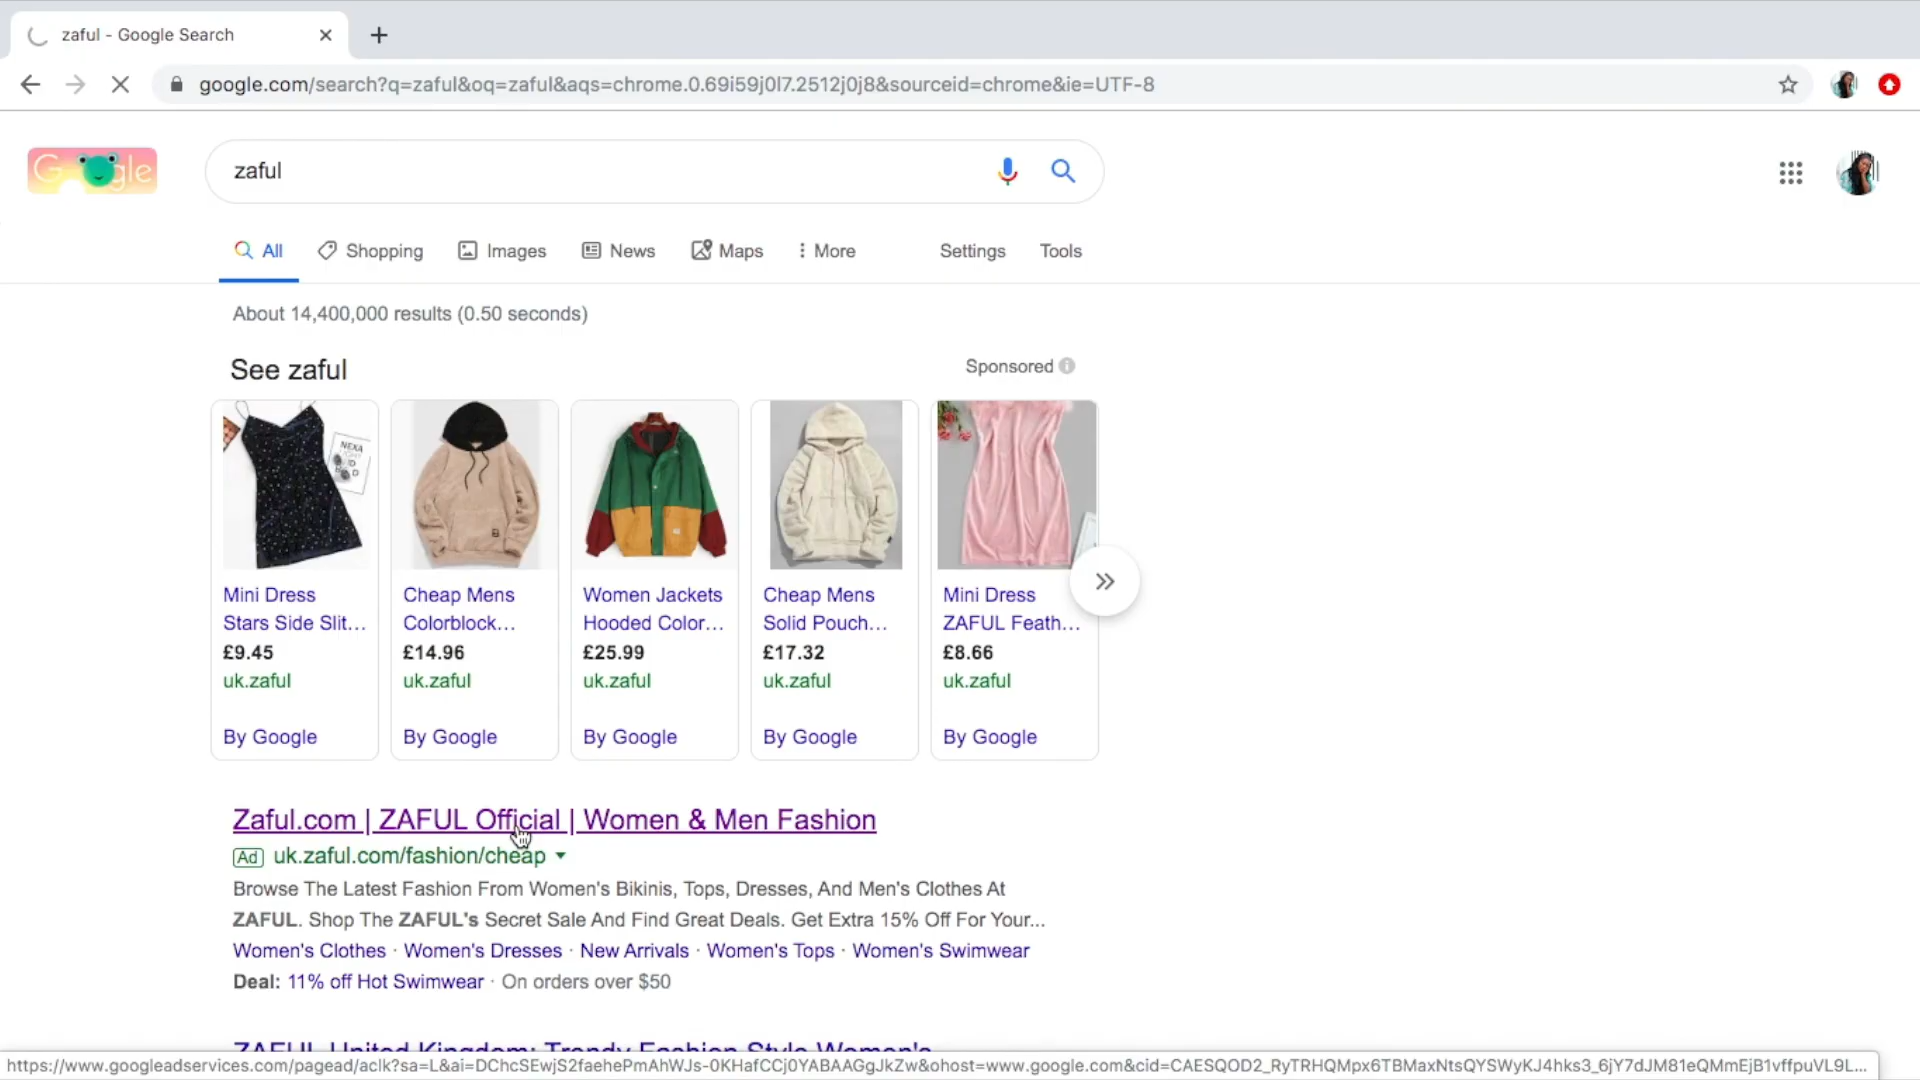 zaful - Google Search
google.com/search?q=zaful&oq=zaful&aqs=chrome.0.69i59j0l7.2512j0j8&sourceid=chrome&ie=UTF-8
zaful
All Shopping Images News Maps More Settings Tools
About 14,400,000 results (0.50 seconds)
See zaful Sponsored
NEXA
Mini Dress
Stars Side Slit...
£9.45
uk.zaful
By Google
Cheap Mens
Colorblock...
£14.96
uk.zaful
By Google
Women Jackets
Hooded Color...
£25.99
uk.zaful
By Google
Cheap Mens
Solid Pouch...
£17.32
uk.zaful
By Google
Mini Dress
ZAFUL Feath...
£8.66
uk.zaful
By Google
Zaful.com | ZAFUL Official | Women & Men Fashion
Ad uk.zaful.com/fashion/cheap
Browse The Latest Fashion From Women's Bikinis, Tops, Dresses, And Men's Clothes At
ZAFUL. Shop The ZAFUL's Secret Sale And Find Great Deals. Get Extra 15% Off For Your...
Women's Clothes · Women's Dresses · New Arrivals · Women's Tops · Women's Swimwear
Deal: 11% off Hot Swimwear · On orders over $50
ZAFUL United Kingdom: Trendy Fashion Style Women's
https://www.googleadservices.com/pagead/aclk?sa=L&ai=DChcSEwjS2faehePmAhWJs-0KHafCCj0YABAAGgJkZw&ohost=www.google.com&cid=CAESQOD2_RyTRHQMpx6TBMaxNtsQYSWyKJ4hks3_6jY7dJM81eQMmEjB1vffpuVL9L...